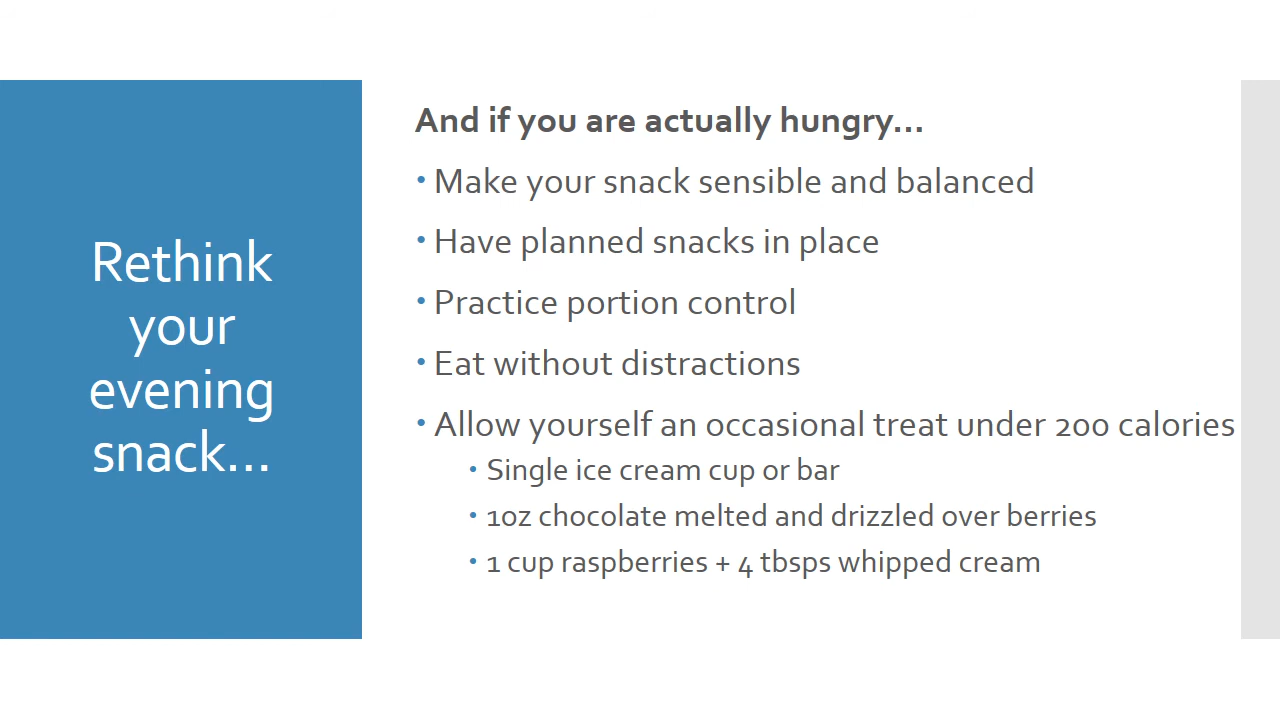 Rethink
your
evening
snack...
And if you are actually hungry...
• Make your snack sensible and balanced
• Have planned snacks in place
• Practice portion control
• Eat without distractions
• Allow yourself an occasional treat under 200 calories
• Single ice cream cup or bar
• 1oz chocolate melted and drizzled over berries
• 1 cup raspberries + 4 tbsps whipped cream